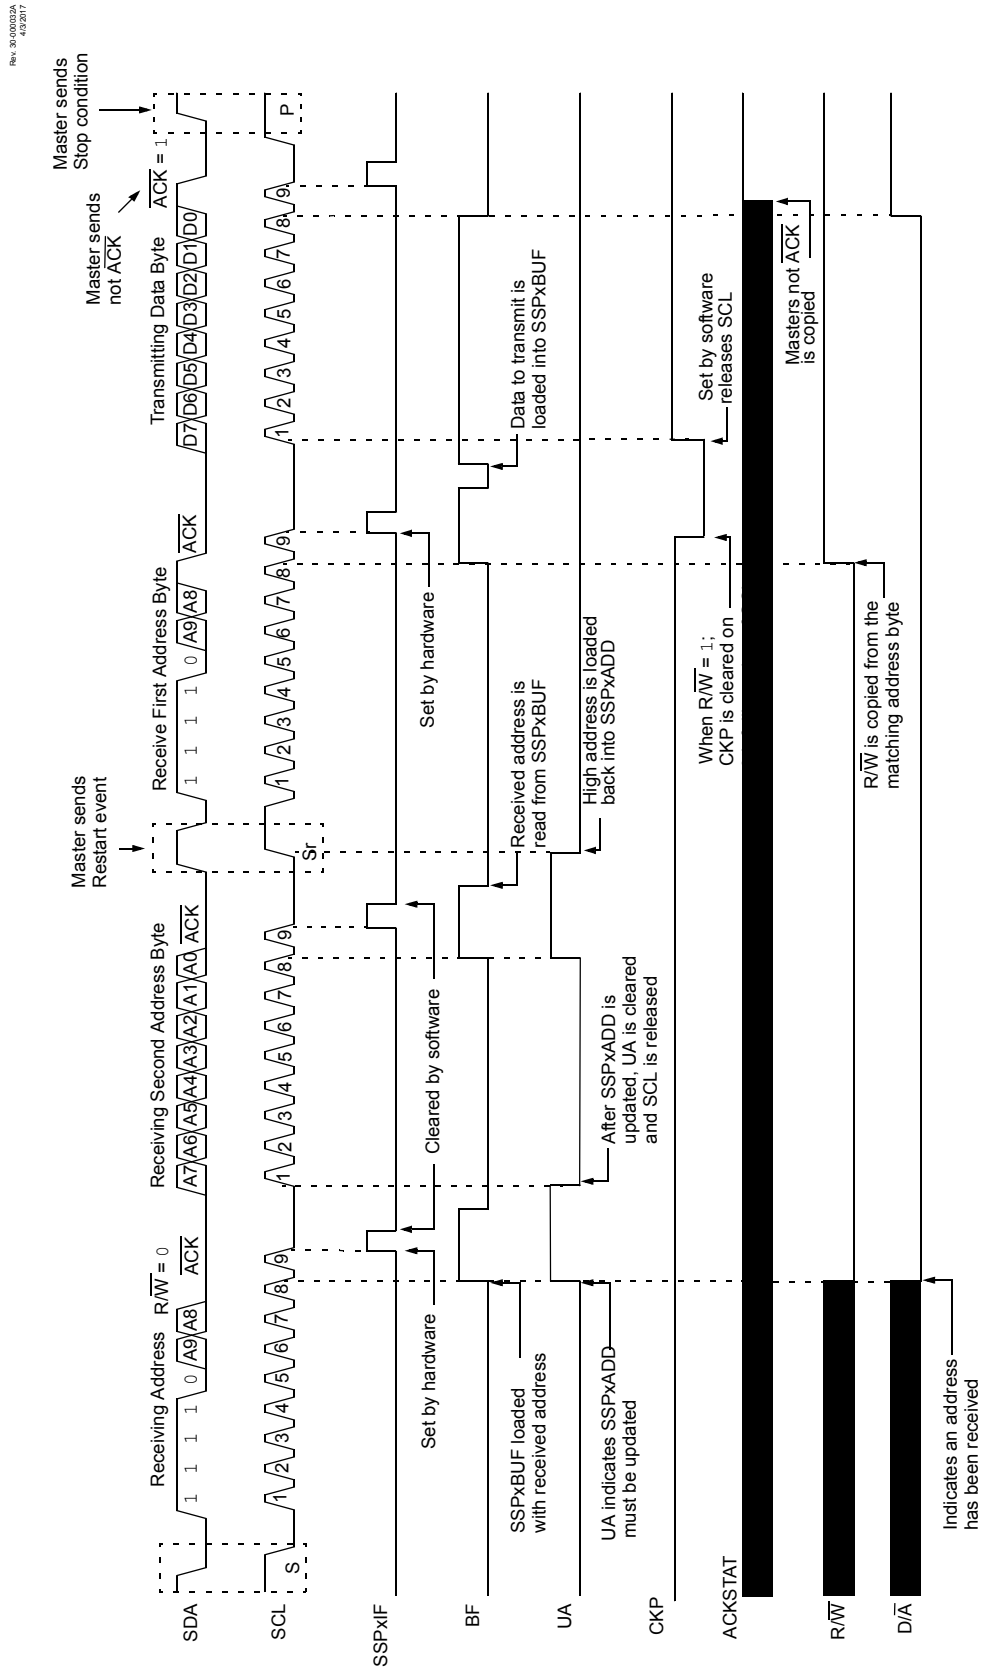 Rev. 30-000032A
4/3/2017
Master sends
Stop condition
Master sends
not ACK
Master sends
Restart event
Receiving Address R/W = 0
Receiving Second Address Byte
Receive First Address Byte
Transmitting Data Byte
ACK = 1
SDA
1 1 1 1 0 A9 A8 ACK
A7 A6 A5 A4 A3 A2 A1 A0 ACK
1 1 1 1 0 A9 A8 ACK
D7 D6 D5 D4 D3 D2 D1 D0
SCL
S
1 2 3 4 5 6 7 8 9
1 2 3 4 5 6 7 8 9
Sr
1 2 3 4 5 6 7 8 9
1 2 3 4 5 6 7 8 9
P
SSPxIF
Set by hardware
Cleared by software
Set by hardware
BF
SSPxBUF loaded
with received address
Received address is
read from SSPxBUF
Data to transmit is
loaded into SSPxBUF
UA
UA indicates SSPxADD
must be updated
After SSPxADD is
updated, UA is cleared
and SCL is released
High address is loaded
back into SSPxADD
CKP
When R/W = 1;
CKP is cleared on
Set by software
releases SCL
ACKSTAT
Masters not ACK
is copied
R/W
R/W is copied from the
matching address byte
D/A
Indicates an address
has been received